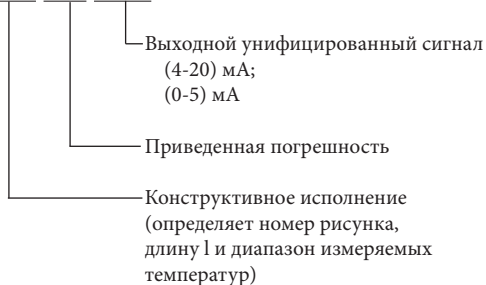 Выходной унифицированный сигнал
(4-20) мА;
(0-5) мА
Приведенная погрешность
Конструктивное исполнение
(определяет номер рисунка,
длину l и диапазон измеряемых
температур)